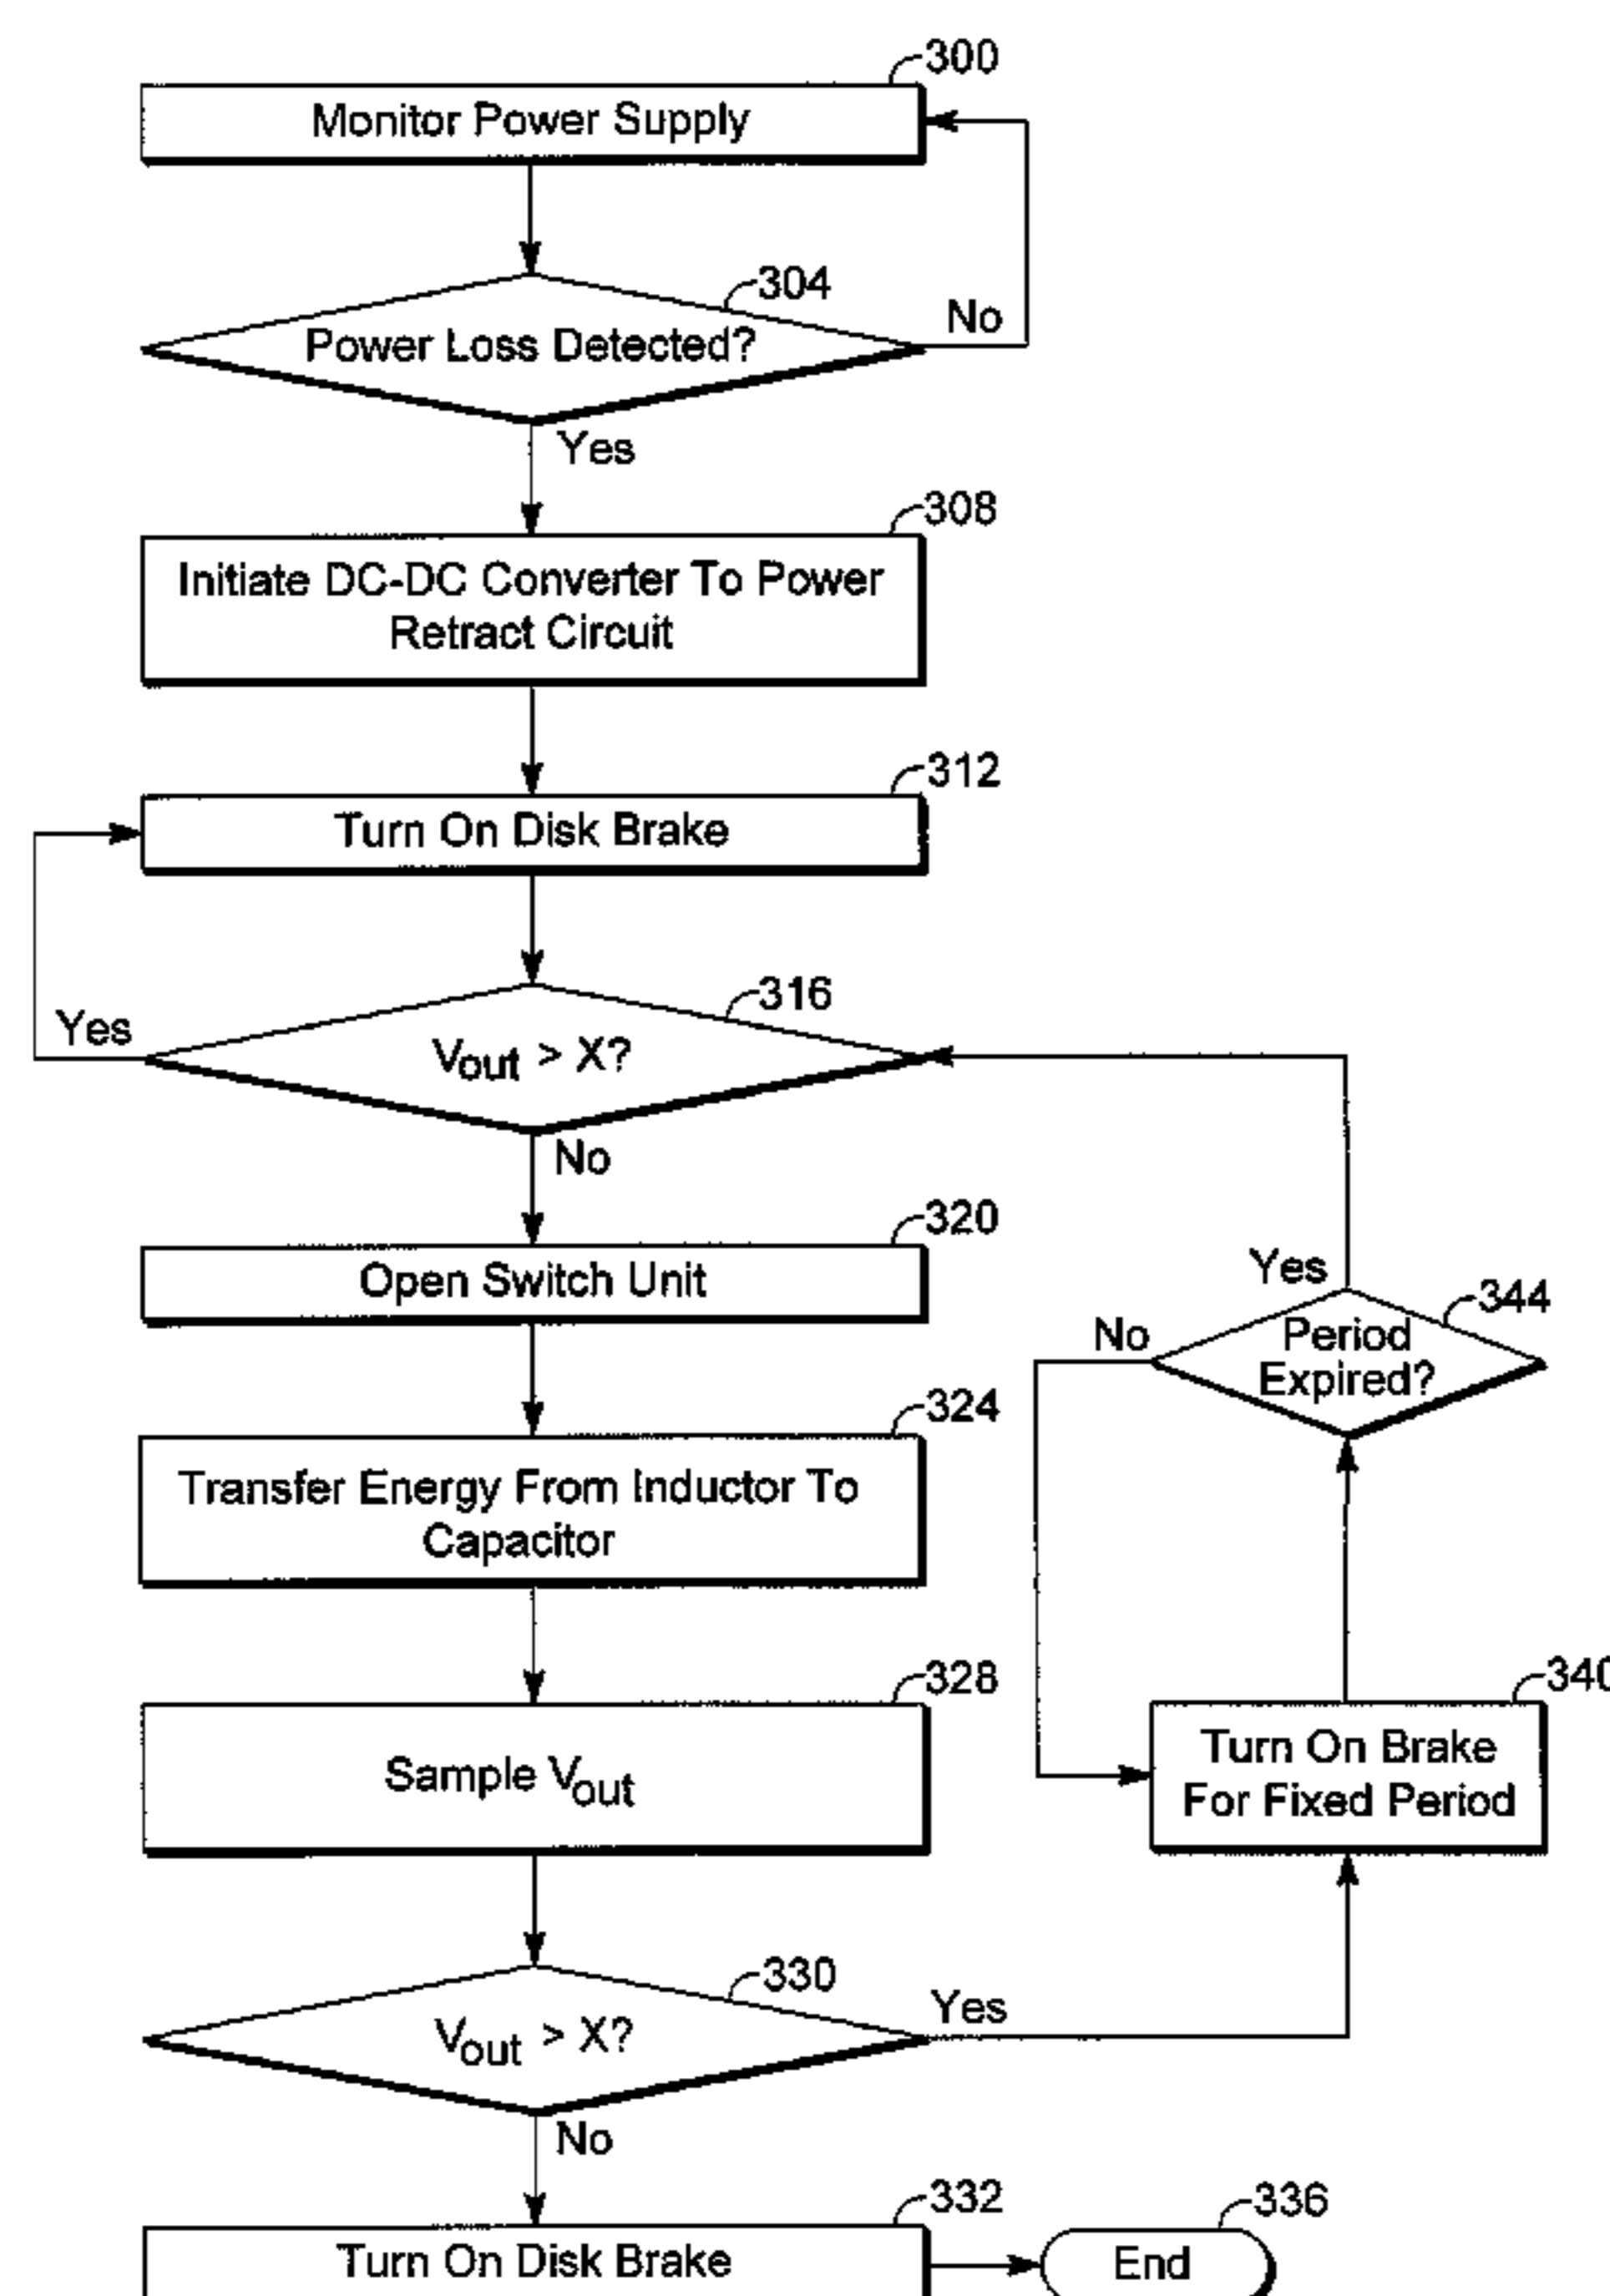 300
Monitor Power Supply
304
Power Loss Detected?
No
Yes
308
Initiate DC-DC Converter To Power
Retract Circuit
312
Turn On Disk Brake
316
Yes
Vout > X?
No
320
Open Switch Unit
Yes
344
No
Period
Expired?
324
Transfer Energy From Inductor To
Capacitor
328
Sample Vout
340
Turn On Brake
For Fixed Period
330
Vout > X?
Yes
No
332
Turn On Disk Brake
336
End